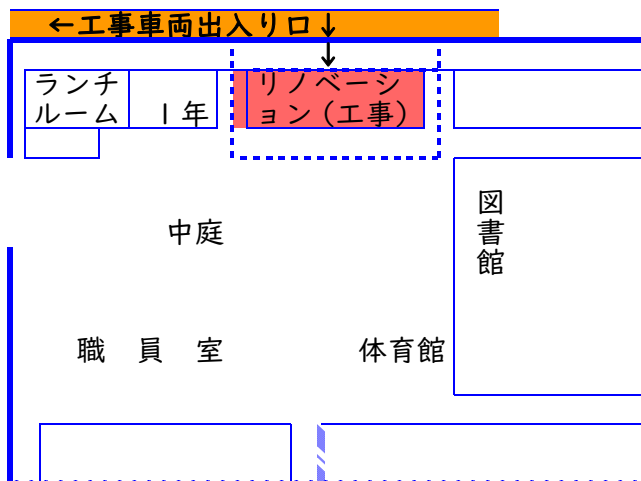 ←工事車両出入り口↓
ランチ
ルーム
1年
リノベーシ
ョン(工事)
中庭
図書館
職員室
体育館